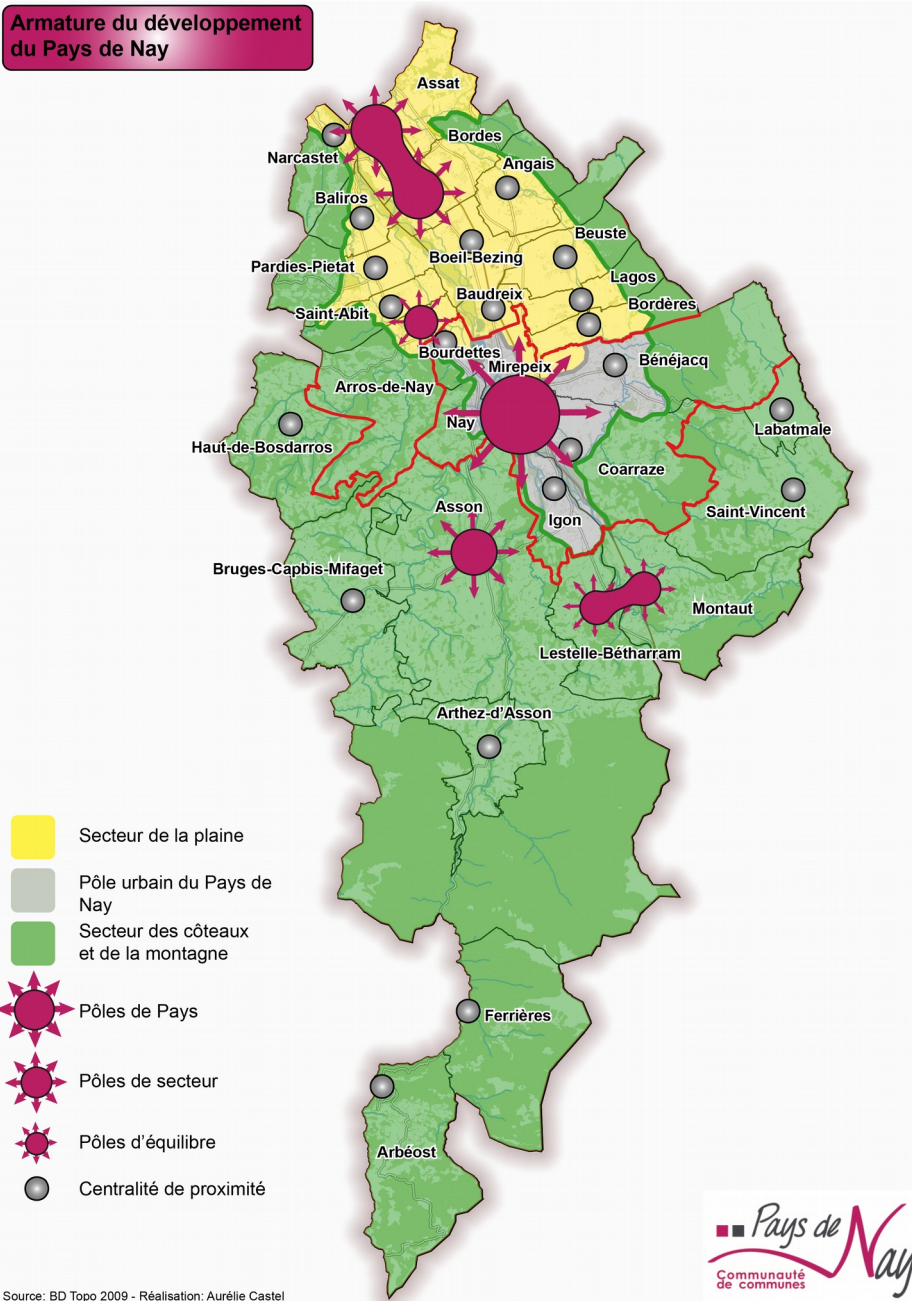 Armature du développement
du Pays de Nay
Assat
Bordes
Narcastet
Angais
Baliros
Beuste
Boeil-Bezing
Pardies-Pietat
Lagos
Baudreix
Bordères
Saint-Abit
Bourdettes
Mirepeix
Bénéjacq
Arros-de-Nay
Nay
Labatmale
Haut-de-Bosdarros
Coarraze
Asson
Saint-Vincent
Igon
Bruges-Capbis-Mifaget
Montaut
Lestelle-Bétharram
Arthez-d'Asson
Secteur de la plaine
Pôle urbain du Pays de
Nay
Secteur des côteaux
et de la montagne
Pôles de Pays
Ferrières
Pôles de secteur
Pôles d'équilibre
Arbéost
Centralité de proximité
Pays de Nay
Communauté
de communes
Source: BD Topo 2009 - Réalisation: Aurélie Castel